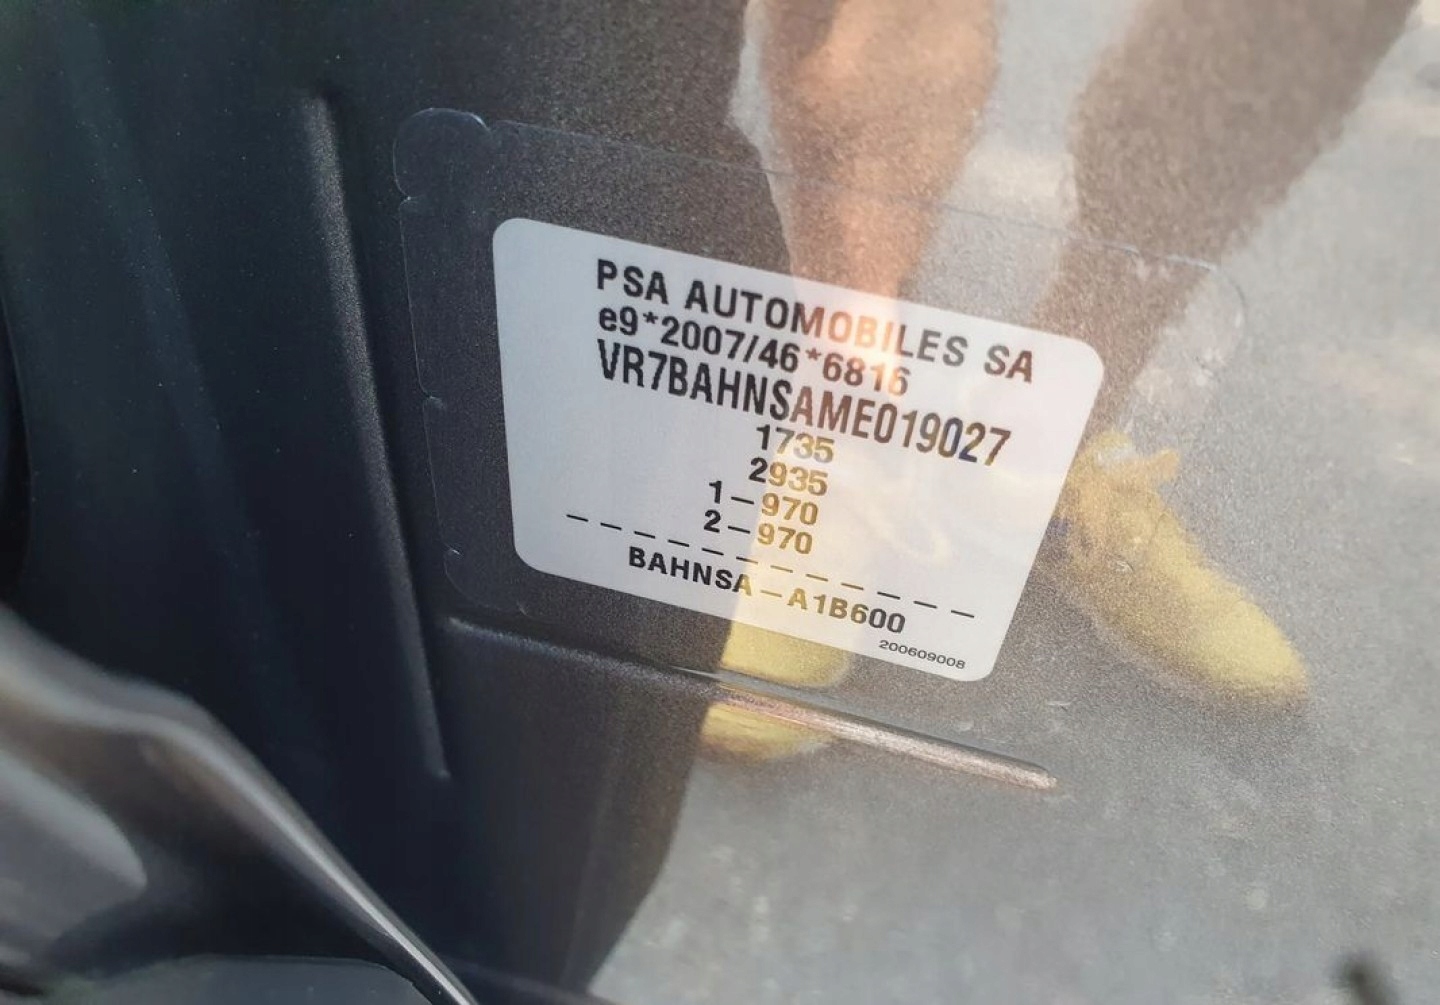 PSA AUTOMOBILES SA
e9*2007/46*6816
VR7BAHNSAME019027
1735
2935
1-970
2-970
BAHNSA-A1B600
200609008